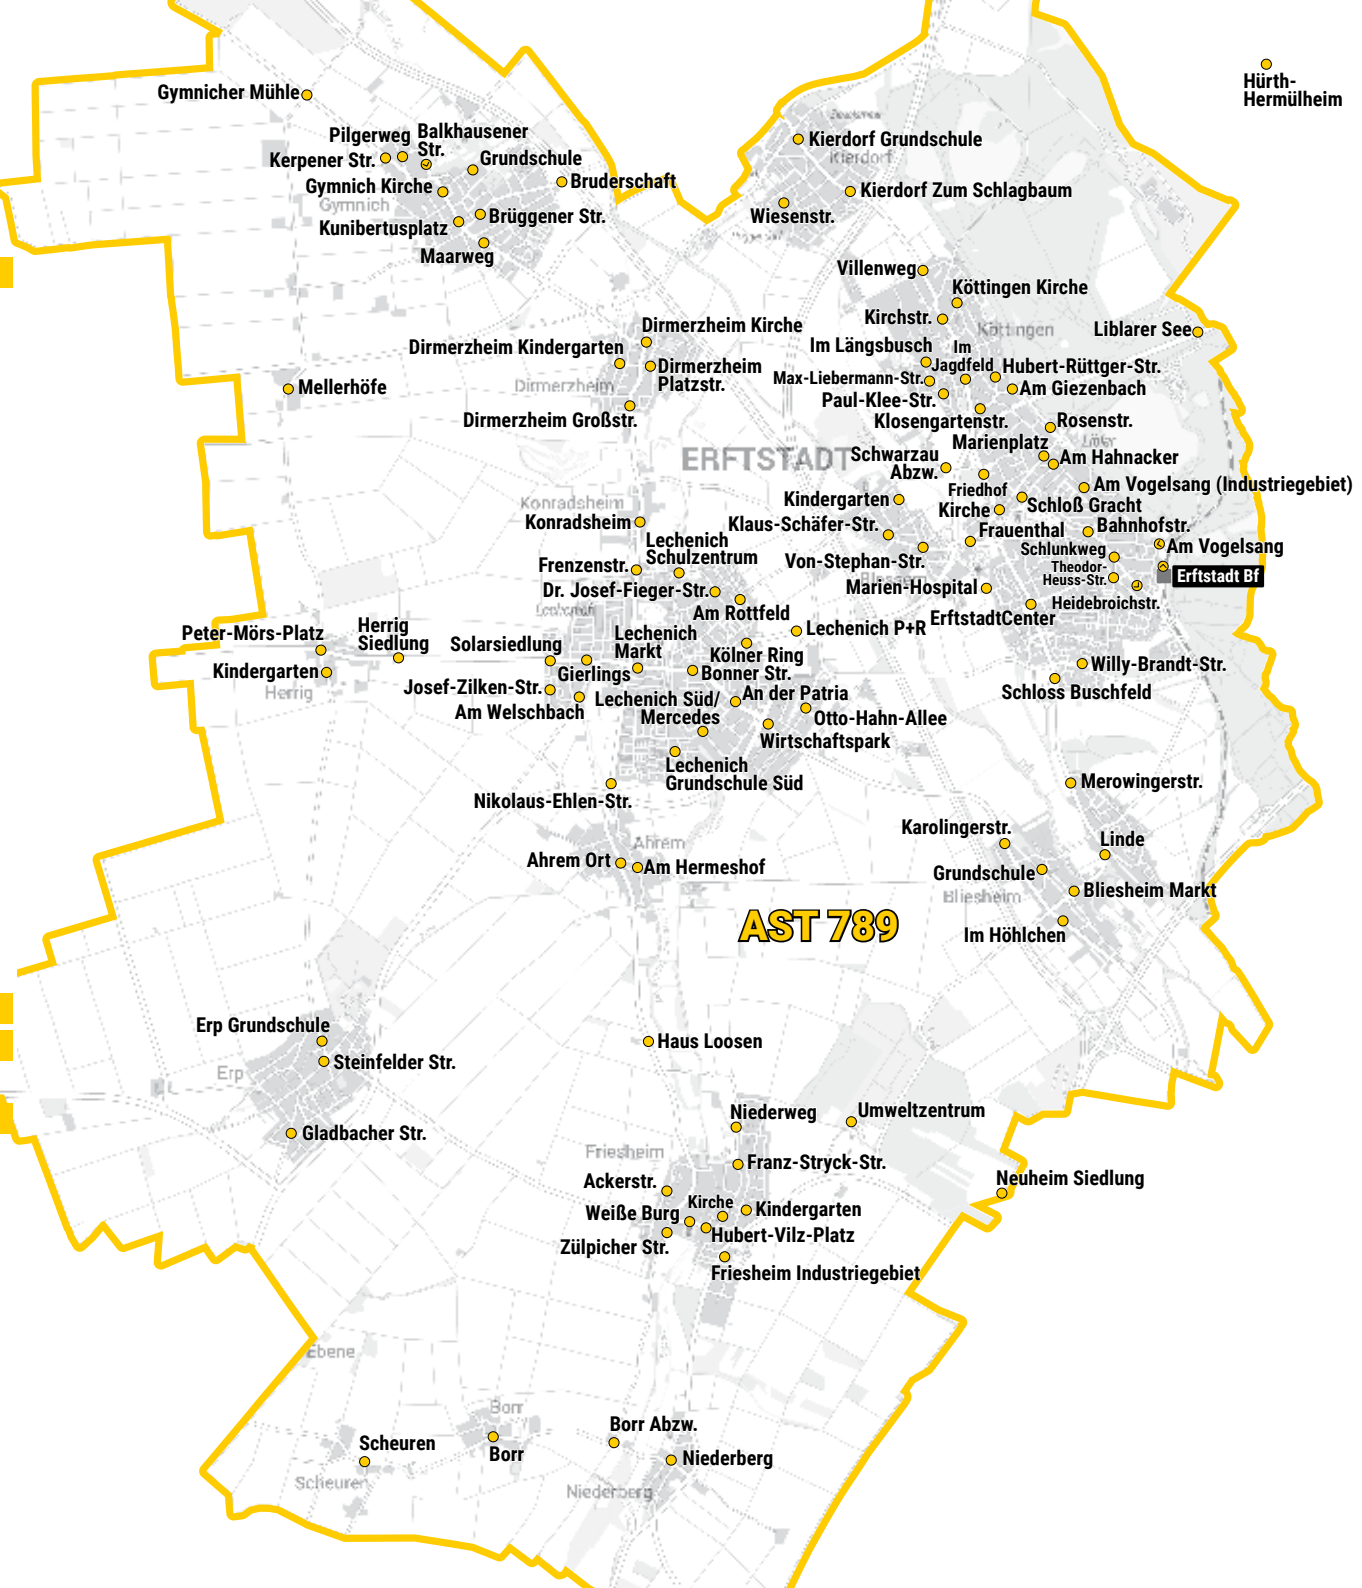 Hürth-
Hermülheim
Gymnicher Mühle
Pilgerweg
Balkhausener
Str.
Kerpener Str.
Grundschule
Gymnich Kirche
Bruderschaft
Gymnich
Kunibertusplatz
Brüggener Str.
Maarweg
Kierdorf Grundschule
Kierdorf
Kierdorf Zum Schlagbaum
Wiesenstr.
Villenweg
Köttingen Kirche
Kirchstr.
Köttingen
Liblarer See
Im Längsbusch
Im
Jagdfeld
Hubert-Rüttger-Str.
Max-Liebermann-Str.
Am Giezenbach
Paul-Klee-Str.
Klosengartenstr.
Rosenstr.
Marienplatz
Liblar
Am Hahnacker
Dirmerzheim Kirche
Dirmerzheim Kindergarten
Dirmerzheim
Platzstr.
Dirmerzheim
Dirmerzheim Großstr.
Mellerhöfe
ERFTSTADT
Schwarzau
Abzw.
Friedhof
Am Vogelsang (Industriegebiet)
Kindergarten
Kirche
Schloß Gracht
Konradsheim
Konradsheim
Klaus-Schäfer-Str.
Frauenthal
Bahnhofstr.
Lechenich
Schulzentrum
Von-Stephan-Str.
Schlunkweg
Am Vogelsang
Frenzenstr.
Theodor-
Heuss-Str.
Erftstadt Bf
Dr. Josef-Fieger-Str.
Marien-Hospital
Heidebroichstr.
Am Rottfeld
ErftstadtCenter
Lechenich
Peter-Mörs-Platz
Herrig
Siedlung
Solarsiedlung
Lechenich
Markt
Lechenich P+R
Kölner Ring
Kindergarten
Gierlings
Bonner Str.
Willy-Brandt-Str.
Herrig
Josef-Zilken-Str.
Lechenich Süd/
Mercedes
An der Patria
Schloss Buschfeld
Am Welschbach
Otto-Hahn-Allee
Wirtschaftspark
Lechenich
Grundschule Süd
Nikolaus-Ehlen-Str.
Merowingerstr.
Karolingerstr.
Linde
Ahrem
Ahrem Ort
Am Hermeshof
Grundschule
Bliesheim
Bliesheim Markt
AST 789
Im Höhlchen
Erp Grundschule
Steinfelder Str.
Erp
Gladbacher Str.
Haus Loosen
Niederweg
Umweltzentrum
Friesheim
Franz-Stryck-Str.
Neuheim Siedlung
Ackerstr.
Kirche
Weiße Burg
Kindergarten
Hubert-Vilz-Platz
Zülpicher Str.
Friesheim Industriegebiet
Ebene
Borr
Borr Abzw.
Scheuren
Borr
Niederberg
Scheuren
Niederberg